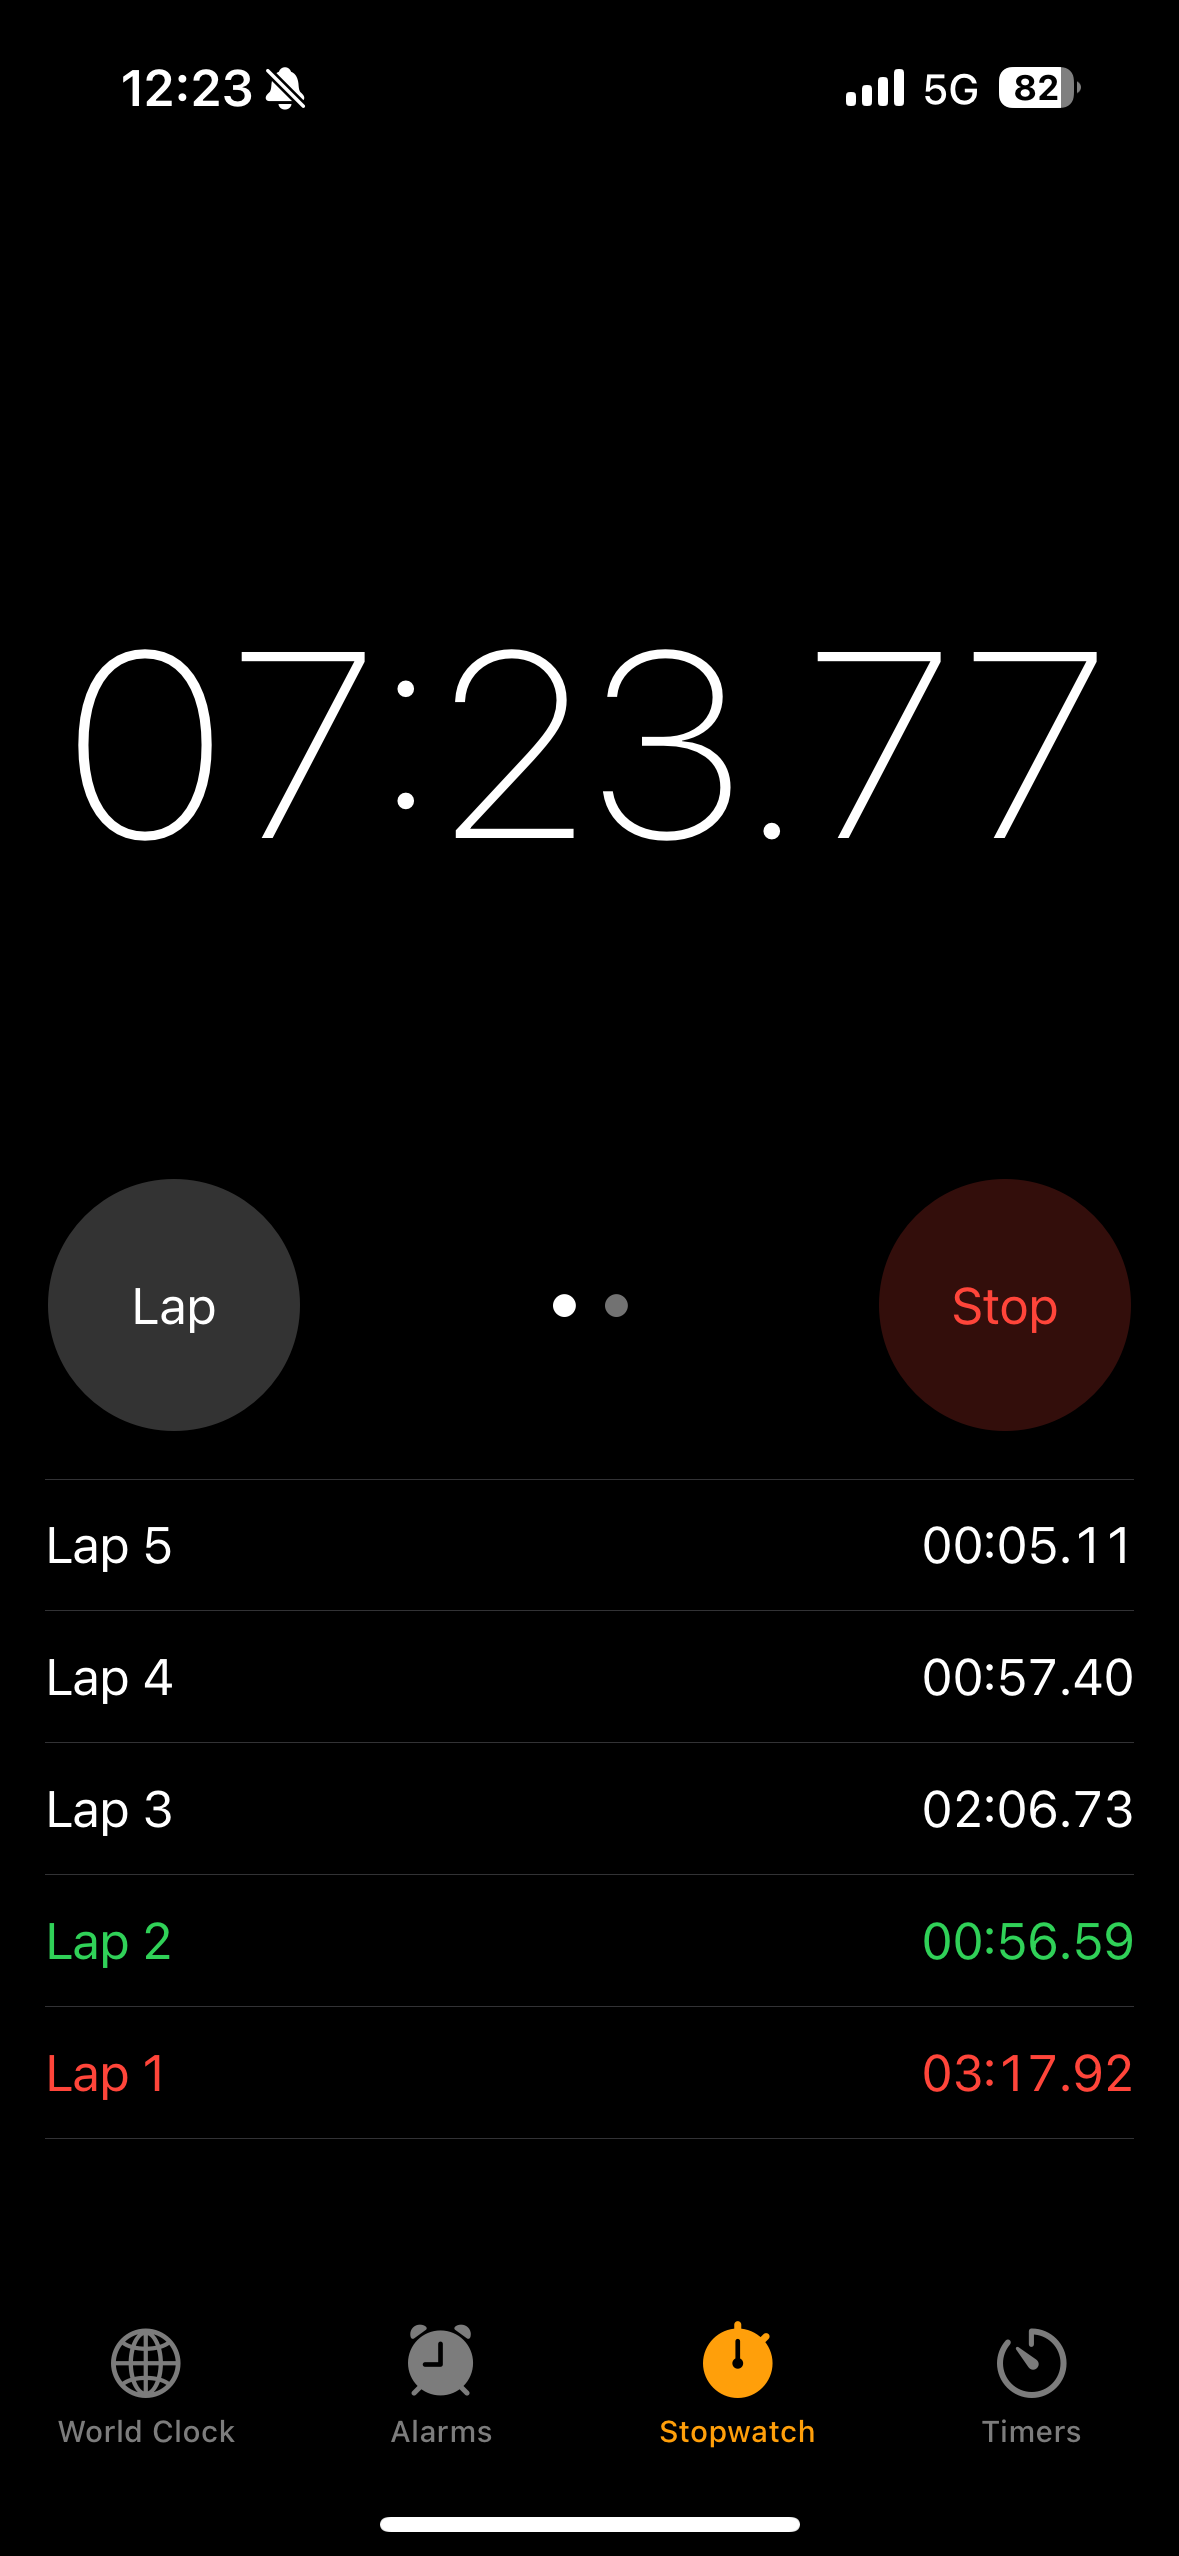 12:23 5G 82
07:23.77
Lap Stop
Lap 5 00:05.11
Lap 4 00:57.40
Lap 3 02:06.73
Lap 2 00:56.59
Lap 1 03:17.92
World Clock Alarms Stopwatch Timers